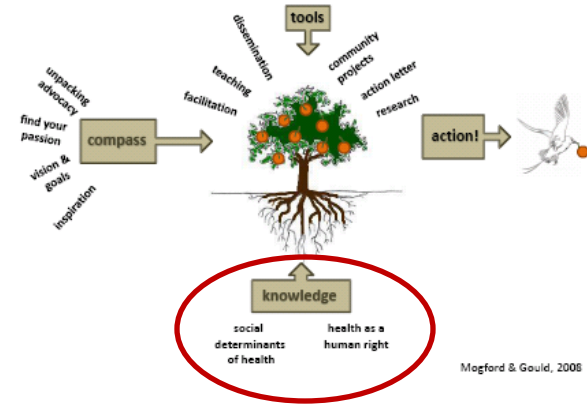 tools
dissemination
teaching
facilitation
community
projects
action letter
research
unpacking
advocacy
find your
passion
vision &
goals
inspiration
compass
action!
knowledge
social
determinants
of health
health as a
human right
Mogford & Gould, 2008